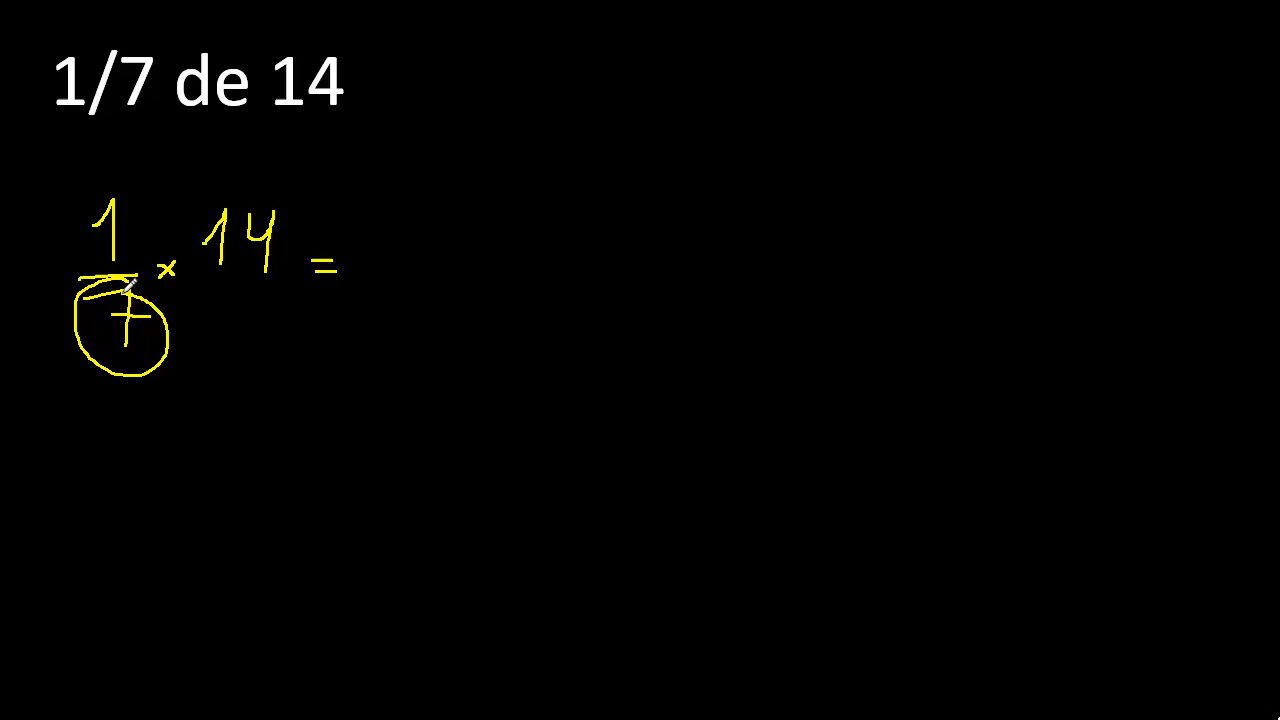 1/7 de 14
1/7 × 14 =